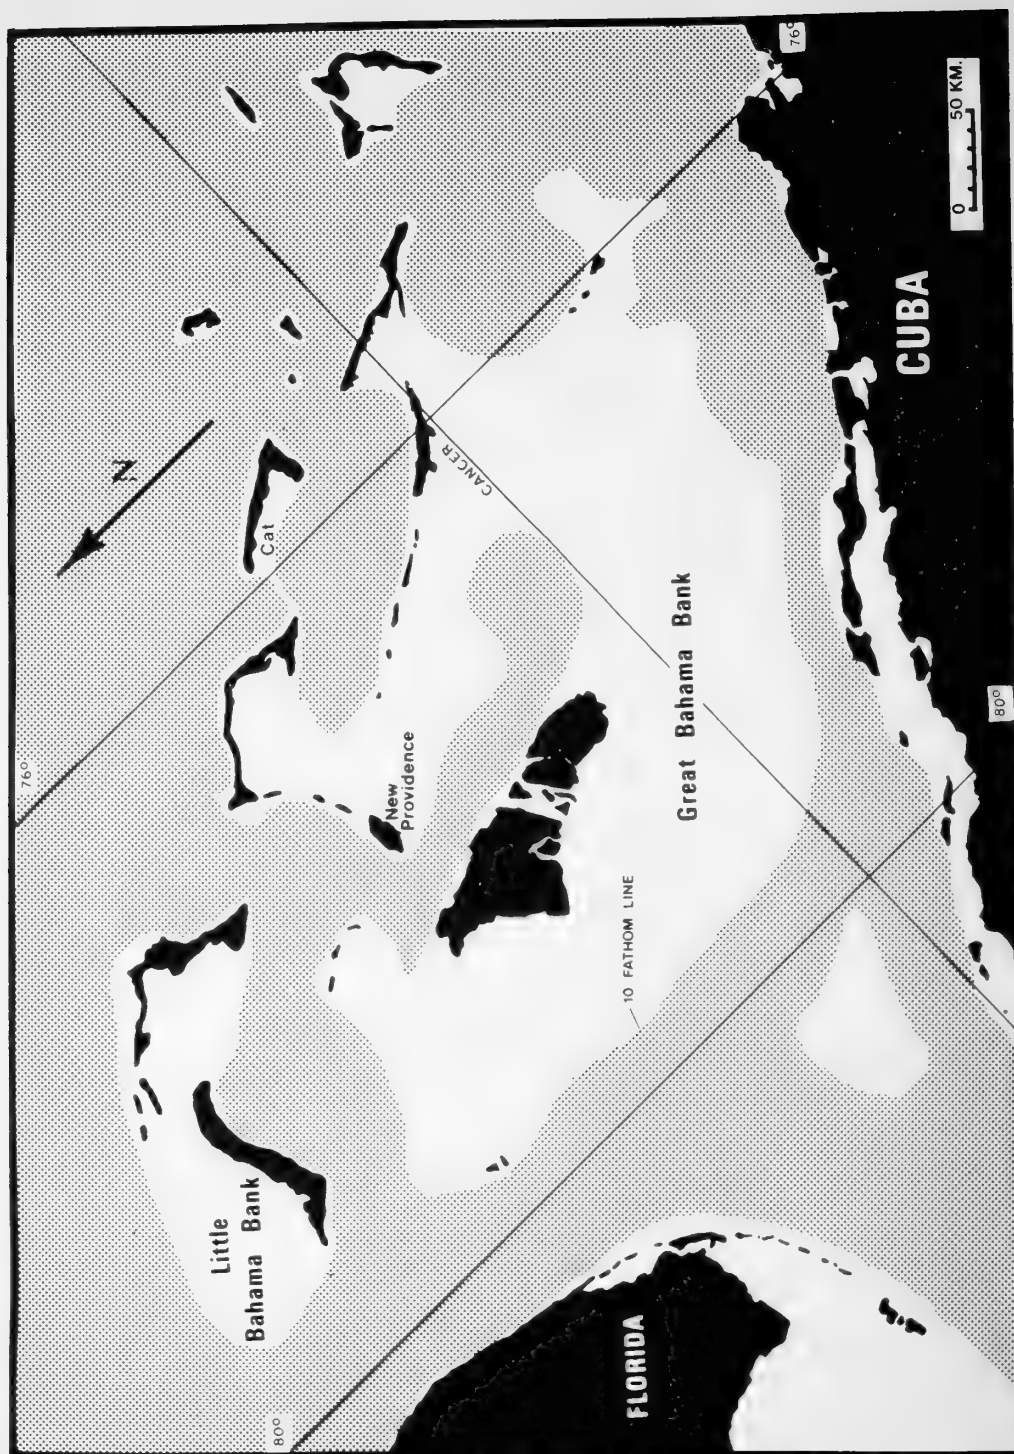 Little
Bahama Bank
80°
76°
Cat
N
New
Providence
CANCER
Great Bahama Bank
10 FATHOM LINE
FLORIDA
CUBA
80°
76°
0 50 KM.